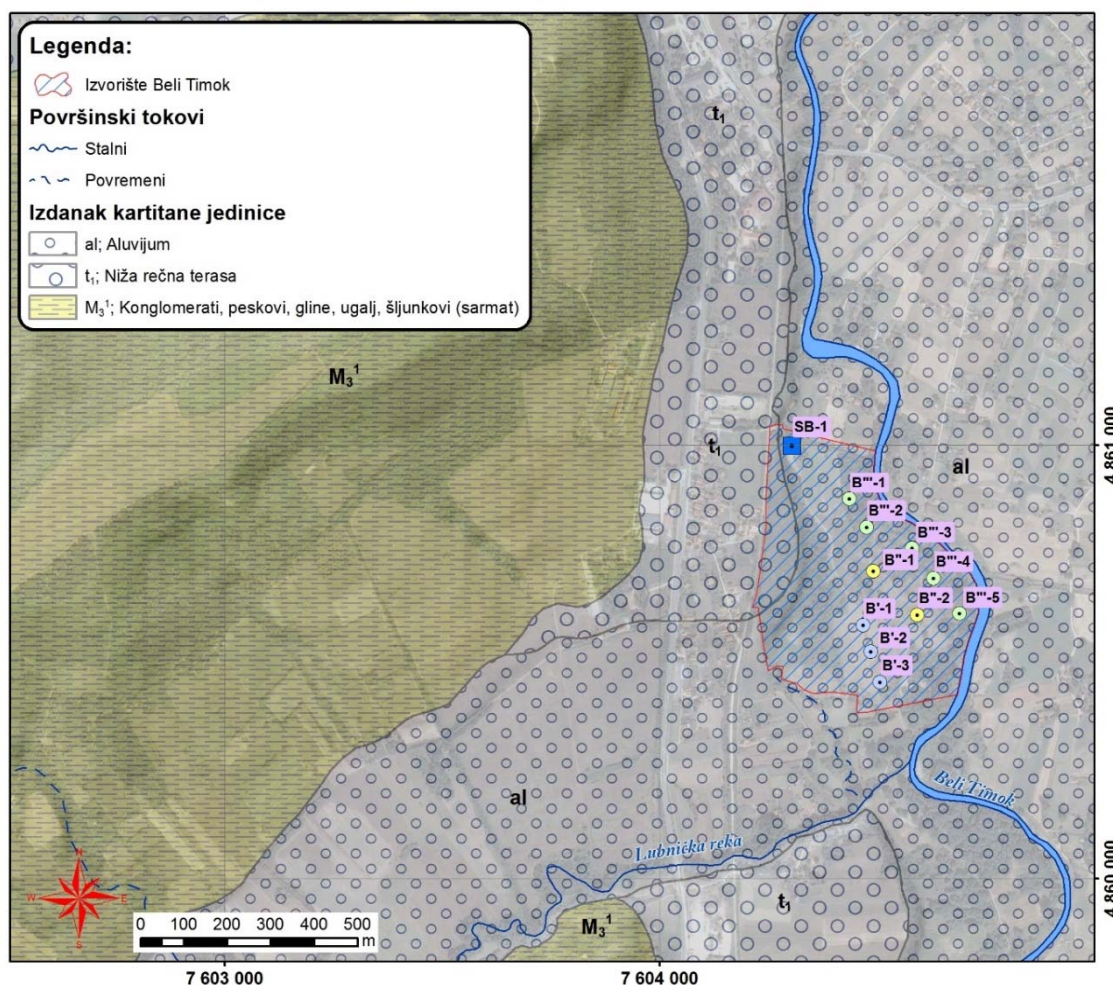 Legenda:
Izvorište Beli Timok
Površinski tokovi
Stalni
Povremeni
Izdanak kartitane jedinice
al; Aluvijum
t₁; Niža rečna terasa
M₃¹; Konglomerati, peskovi, gline, ugalj, šljunkovi (sarmat)
t₁
M₃¹
SB-1
t₁
al
4 861 000
B'''-1
B'''-2
B'''-3
B''-1
B'''-4
B''-2
B'''-5
B'-1
B'-2
B'-3
al
Beli Timok
Lubnička reka
N
W E
S
t₁
M₃¹
4 860 000
0 100 200 300 400 500
m
7 603 000
7 604 000